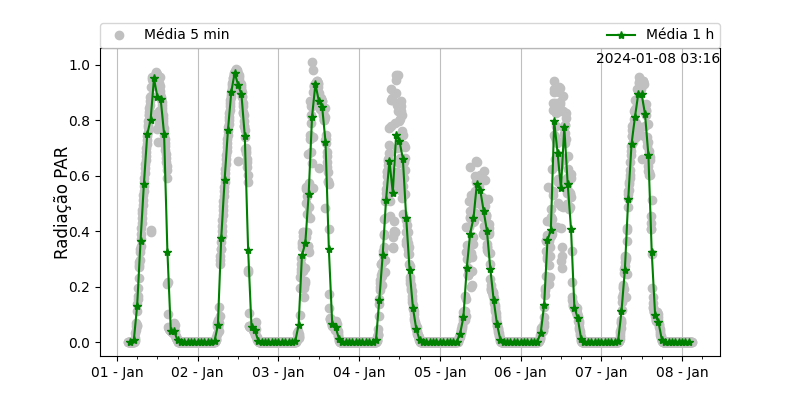 Média 5 min
Média 1 h
2024-01-08 03:16
Radiação PAR
1.0
0.8
0.6
0.4
0.2
0.0
01 - Jan
02 - Jan
03 - Jan
04 - Jan
05 - Jan
06 - Jan
07 - Jan
08 - Jan